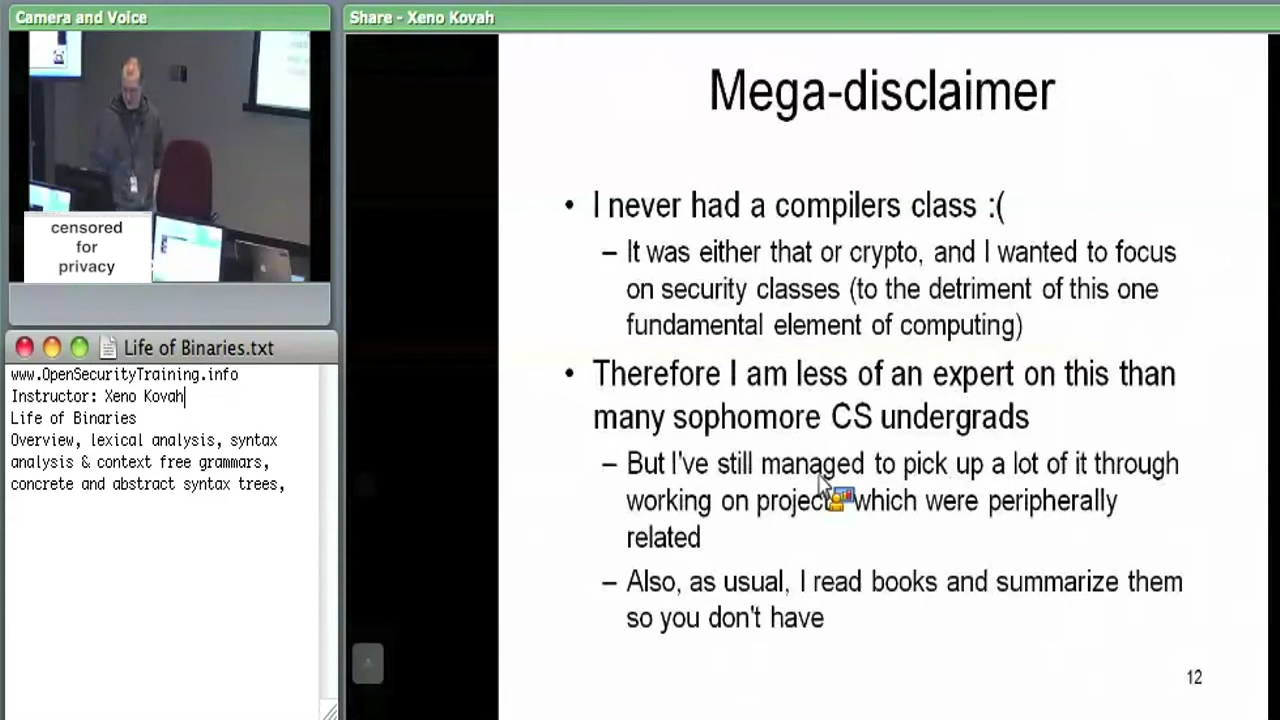 Camera and Voice
Share - Xeno Kovah
censored
for
privacy
Life of Binaries.txt
www.OpenSecurityTraining.info
Instructor: Xeno Kovah
Life of Binaries
Overview, lexical analysis, syntax
analysis & context free grammars,
concrete and abstract syntax trees,
Mega-disclaimer
• I never had a compilers class :(
– It was either that or crypto, and I wanted to focus
on security classes (to the detriment of this one
fundamental element of computing)
• Therefore I am less of an expert on this than
many sophomore CS undergrads
– But I've still managed to pick up a lot of it through
working on project which were peripherally
related
– Also, as usual, I read books and summarize them
so you don't have
12